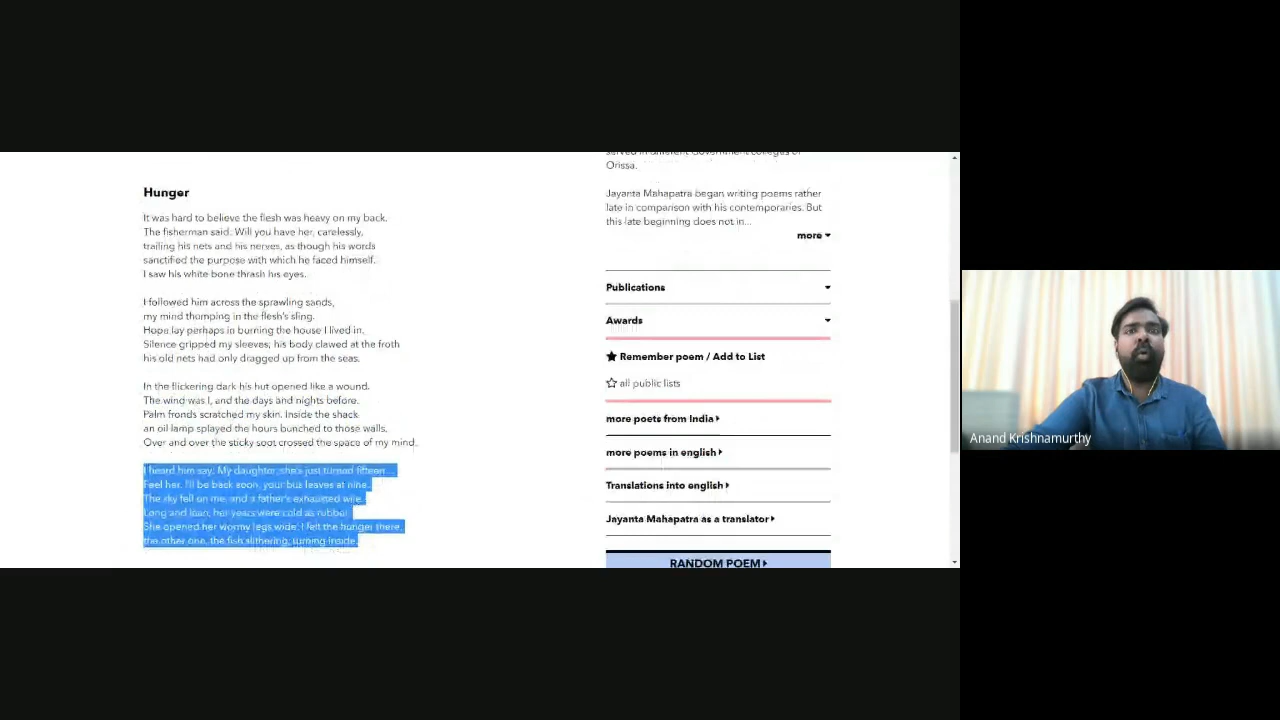 served in different Government colleges of
Orissa.
Hunger
Jayanta Mahapatra began writing poems rather
late in comparison with his contemporaries. But
this late beginning does not in...
more
It was hard to believe the flesh was heavy on my back.
The fisherman said: Will you have her, carelessly,
trailing his nets and his nerves, as though his words
sanctified the purpose with which he faced himself.
I saw his white bone thrash his eyes.
I followed him across the sprawling sands,
my mind thumping in the flesh's sling.
Hope lay perhaps in burning the house I lived in.
Silence gripped my sleeves; his body clawed at the froth
his old nets had only dragged up from the seas.
In the flickering dark his hut opened like a wound.
The wind was I, and the days and nights before.
Palm fronds scratched my skin. Inside the shack
an oil lamp splayed the hours bunched to those walls.
Over and over the sticky soot crossed the space of my mind.
I heard him say: My daughter, she's just turned fifteen...
Feel her. I'll be back soon, your bus leaves at nine.
The sky fell on me, and a father's exhausted wile.
Long and lean, her years were cold as rubber.
She opened her wormy legs wide. I felt the hunger there,
the other one, the fish slithering, turning inside.
Publications
Awards
Remember poem / Add to List
all public lists
more poets from India
more poems in english
Translations into english
Jayanta Mahapatra as a translator
RANDOM POEM
Anand Krishnamurthy